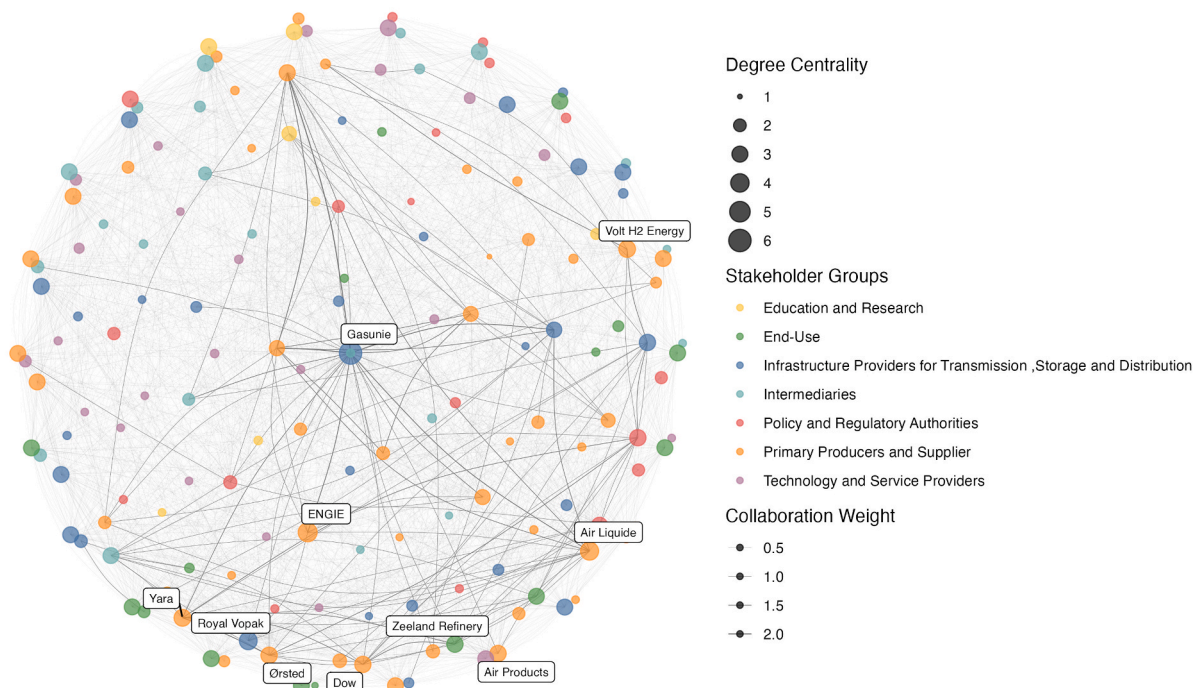 Degree Centrality
1
2
3
4
5
6
Stakeholder Groups
Education and Research
End-Use
Infrastructure Providers for Transmission ,Storage and Distribution
Intermediaries
Policy and Regulatory Authorities
Primary Producers and Supplier
Technology and Service Providers
Collaboration Weight
0.5
1.0
1.5
2.0
Volt H2 Energy
Gasunie
ENGIE
Air Liquide
Yara
Royal Vopak
Zeeland Refinery
Ørsted
Dow
Air Products